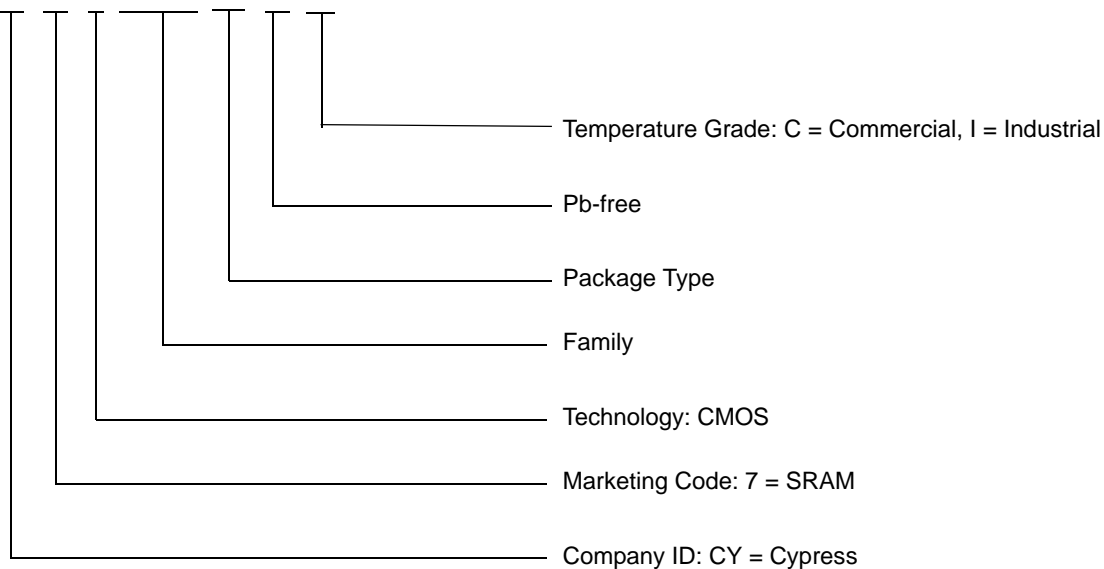 Temperature Grade: C = Commercial, I = Industrial
Pb-free
Package Type
Family
Technology: CMOS
Marketing Code: 7 = SRAM
Company ID: CY = Cypress